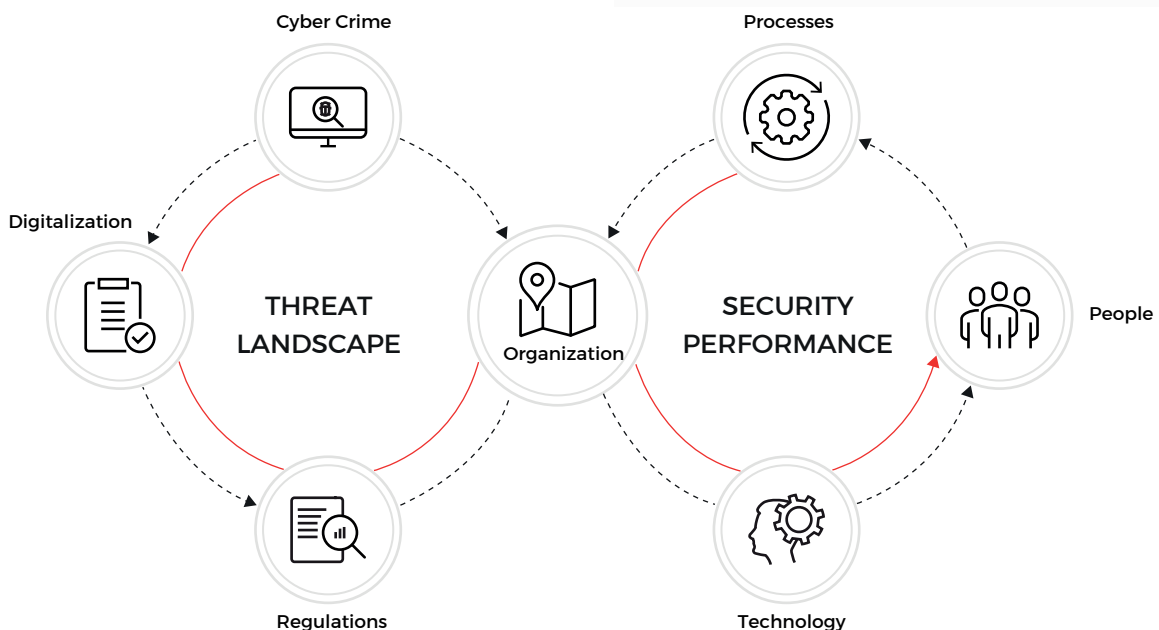 Cyber Crime
Processes
Digitalization
THREAT
LANDSCAPE
Organization
SECURITY
PERFORMANCE
People
Regulations
Technology